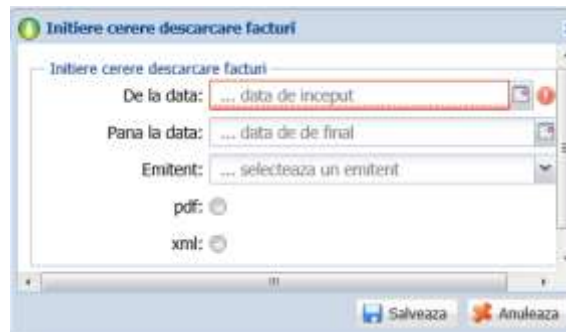 Initiere cerere descarcare facturi
Initiere cerere descarcare facturi
De la data: ... data de inceput
Pana la data: ... data de de final
Emitent: ... selecteaza un emitent
pdf:
xml:
Salveaza Anuleaza